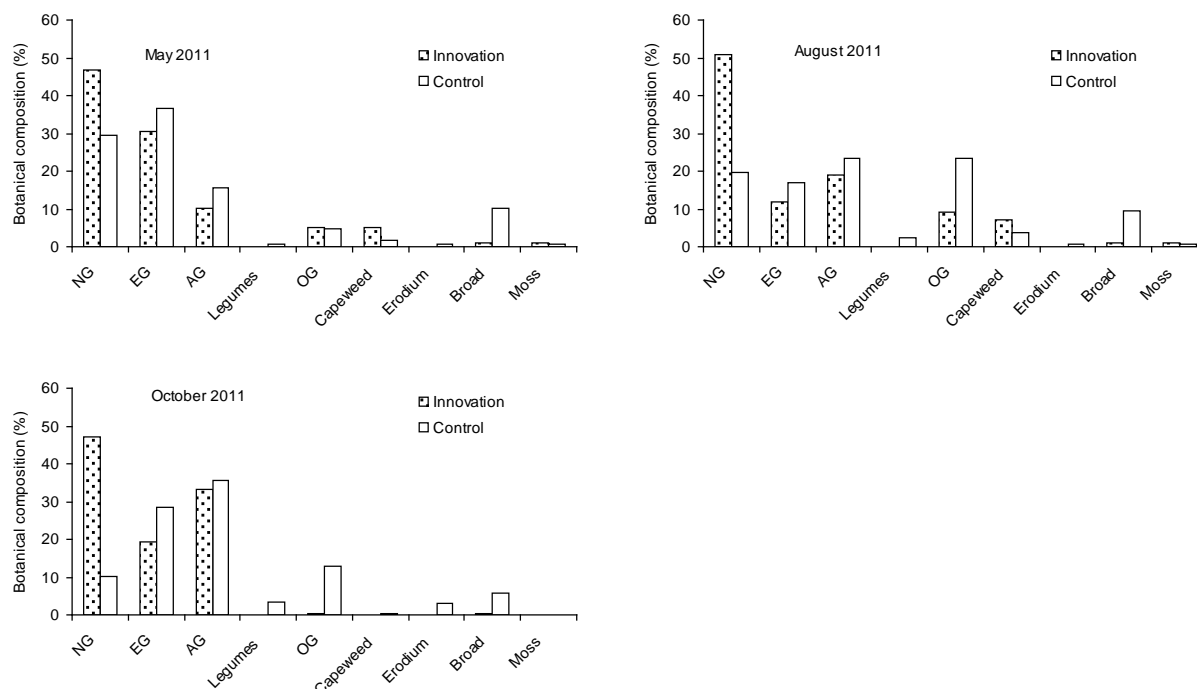 May 2011
Innovation
Control
Botanical composition (%)
60
50
40
30
20
10
0
NG
EG
AG
Legumes
OG
Capeweed
Erodium
Broad
Moss
August 2011
Innovation
Control
Botanical composition (%)
60
50
40
30
20
10
0
NG
EG
AG
Legumes
OG
Capeweed
Erodium
Broad
Moss
October 2011
Innovation
Control
Botanical composition (%)
60
50
40
30
20
10
0
NG
EG
AG
Legumes
OG
Capeweed
Erodium
Broad
Moss